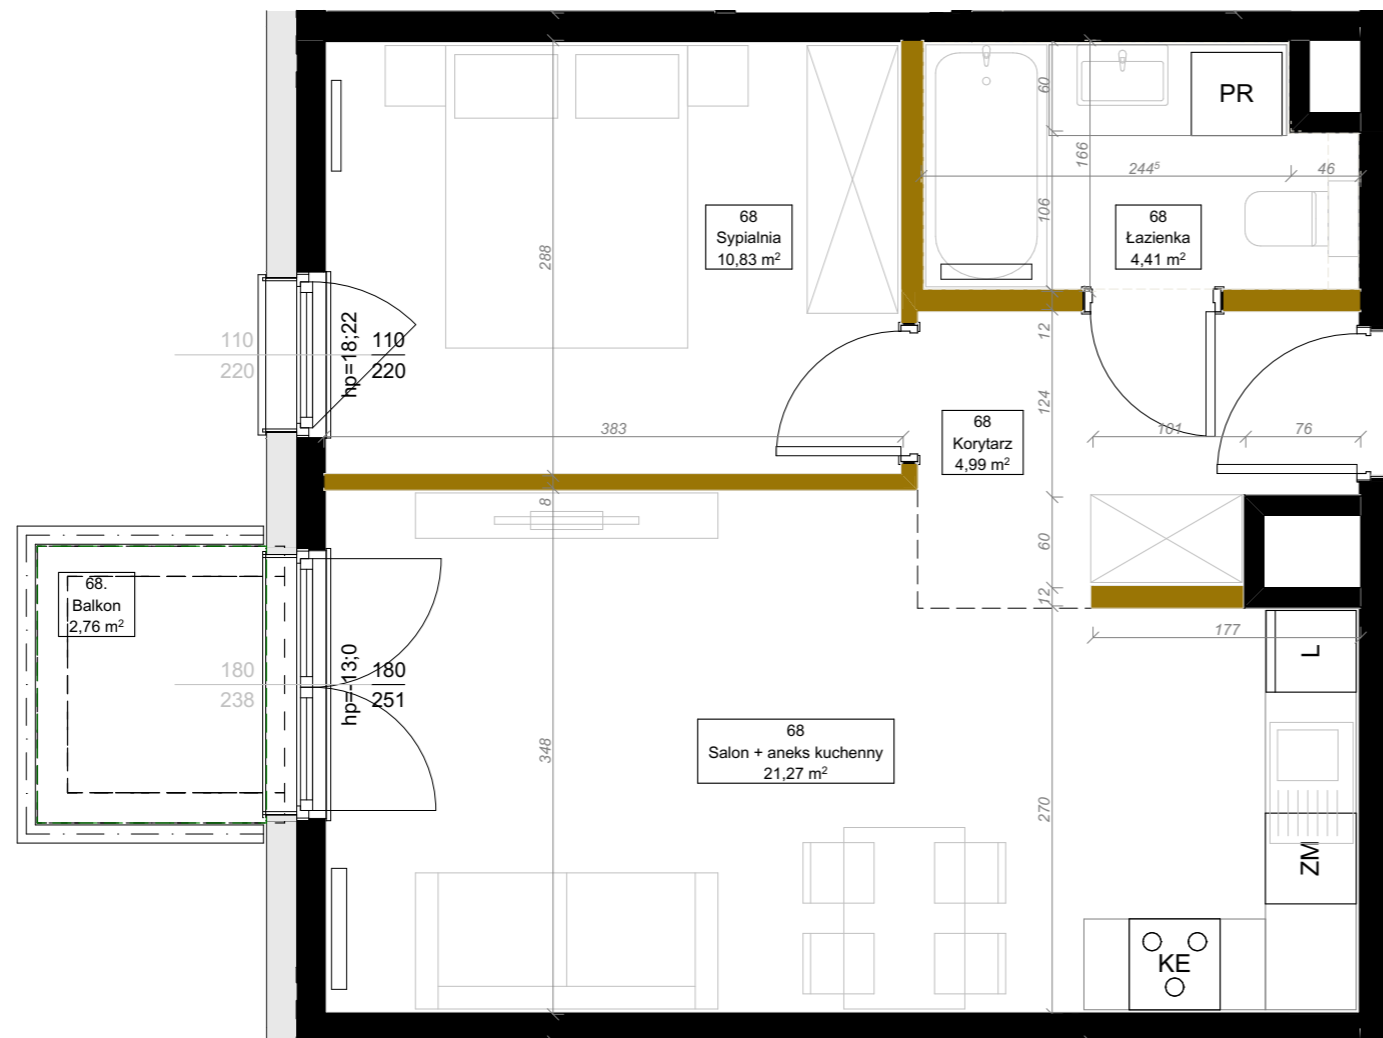 PR
60
166
244⁵
46
106
68
Sypialnia
10,83 m²
68
Łazienka
4,41 m²
288
110
220
hp=18;22
110
220
12
383
124
68
Korytarz
4,99 m²
101
76
8
60
12
68.
Balkon
2,76 m²
177
L
180
238
hp=-13;0
180
251
348
68
Salon + aneks kuchenny
21,27 m²
270
ZM
KE